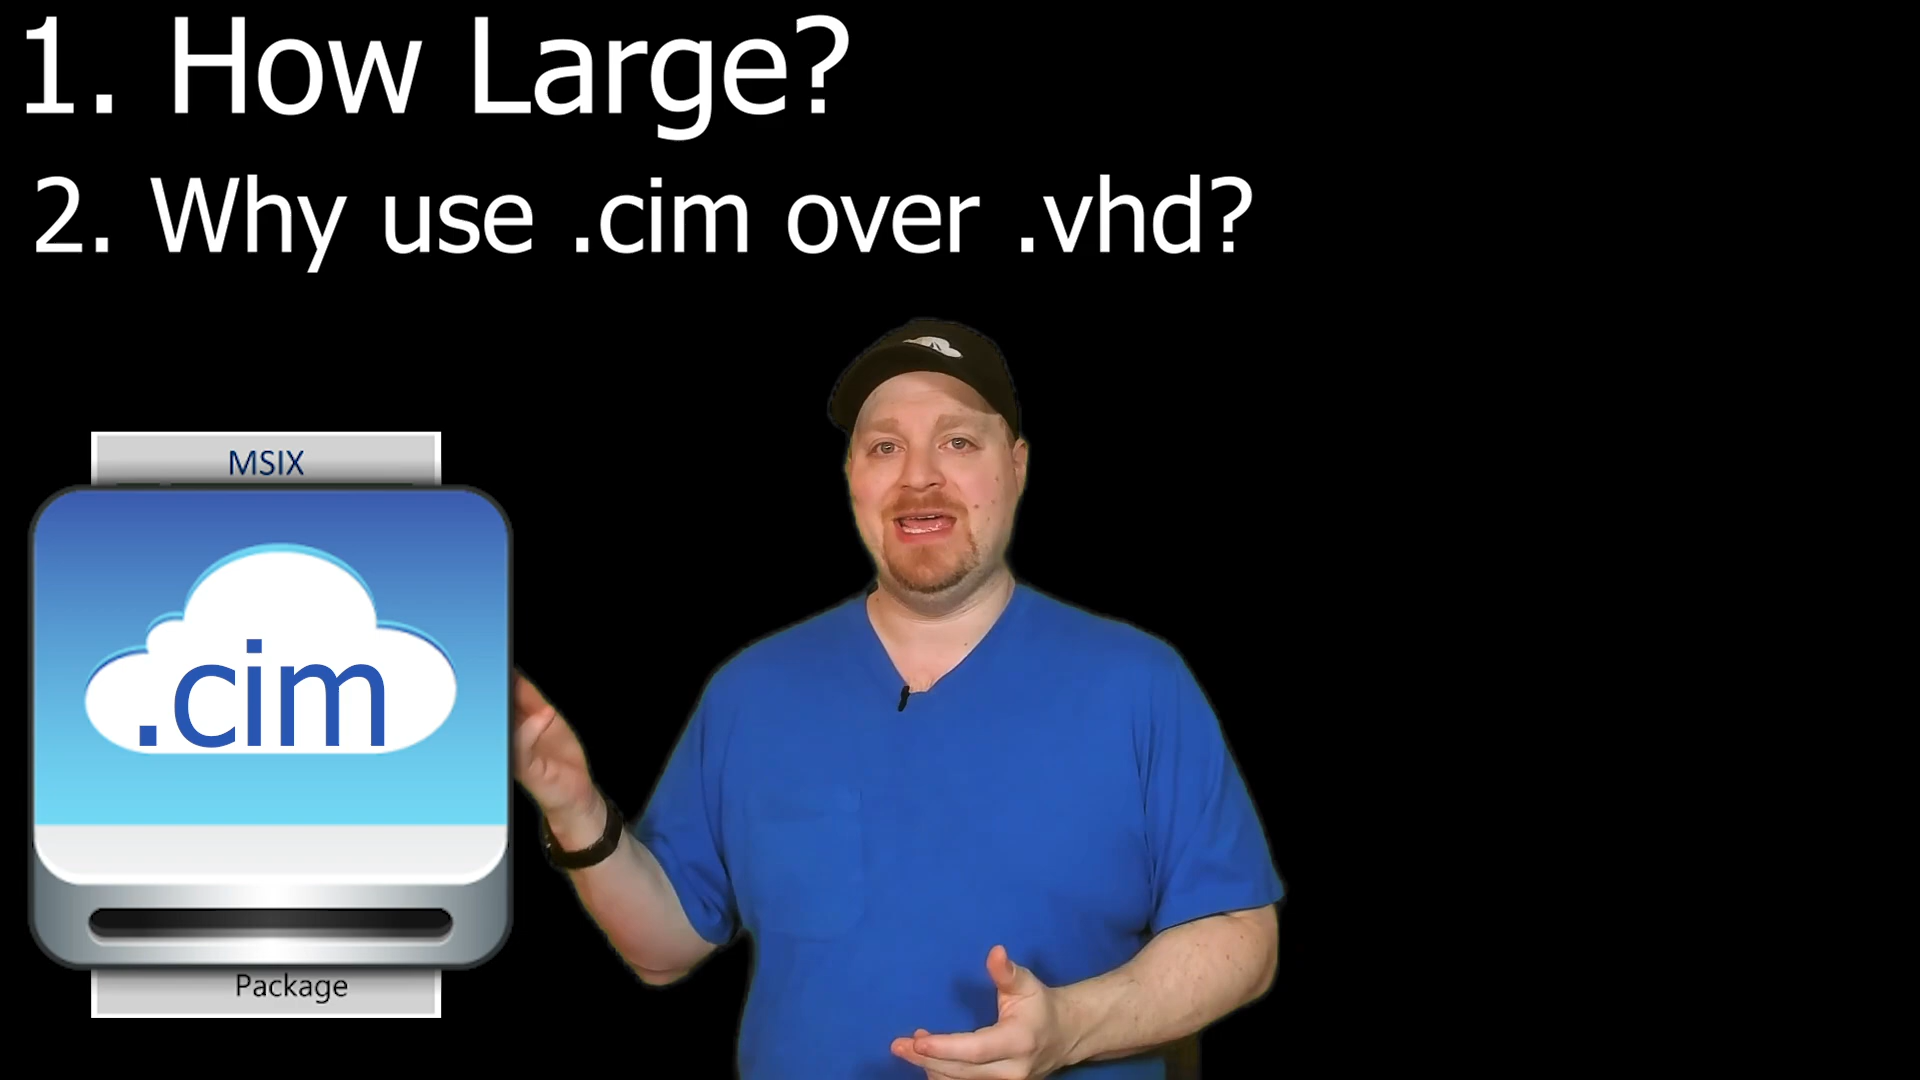 1. How Large?
2. Why use .cim over .vhd?
MSIX
.cim
Package